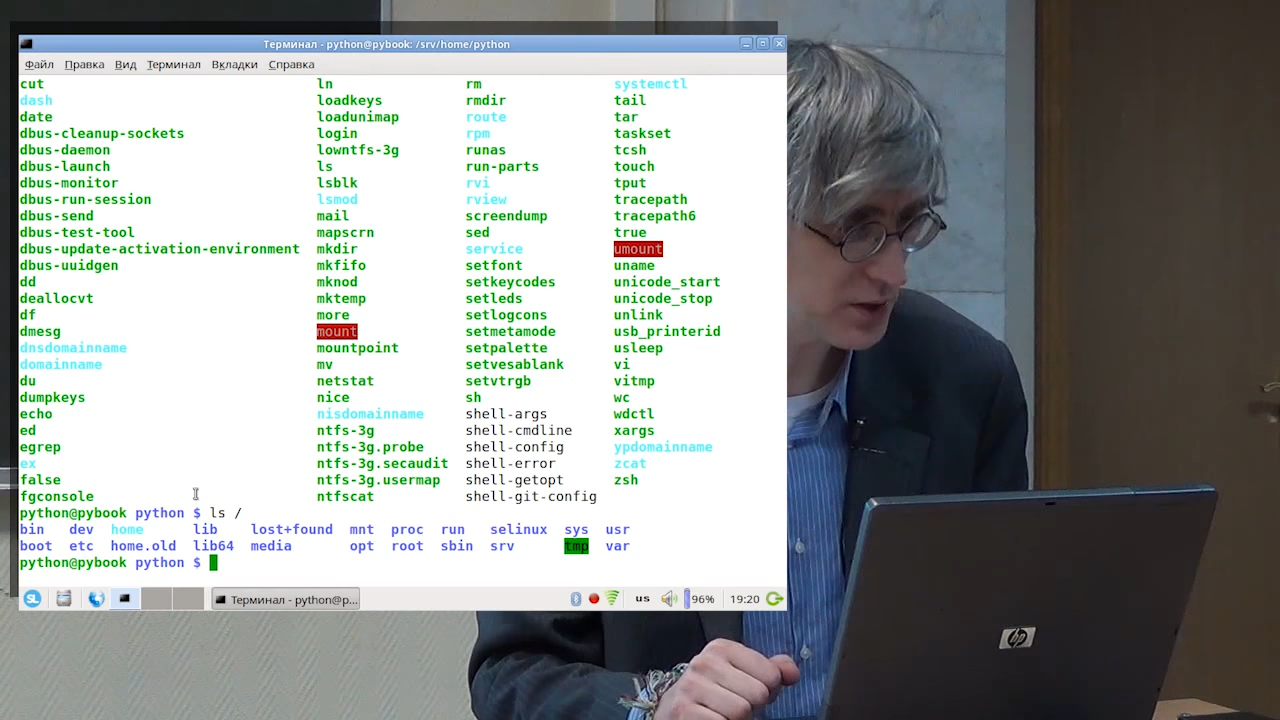 Терминал - python@pybook: /srv/home/python
Файл Правка Вид Терминал Вкладки Справка
cut ln rm systemctl
dash loadkeys rmdir tail
date loadunimap route tar
dbus-cleanup-sockets login rpm taskset
dbus-daemon lowntfs-3g runas tcsh
dbus-launch ls run-parts touch
dbus-monitor lsblk rvi tput
dbus-run-session lsmod rview tracepath
dbus-send mail screendump tracepath6
dbus-test-tool mapscrn sed true
dbus-update-activation-environment mkdir service umount
dbus-uuidgen mkfifo setfont uname
dd mknod setkeycodes unicode_start
deallocvt mktemp setleds unicode_stop
df more setlogcons unlink
dmesg mount setmetamode usb_printerid
dnsdomainname mountpoint setpalette usleep
domainname mv setvesablank vi
du netstat setvtrgb vitmp
dumpkeys nice sh wc
echo nisdomainname shell-args wdctl
ed ntfs-3g shell-cmdline xargs
egrep ntfs-3g.probe shell-config ypdomainname
ex ntfs-3g.secaudit shell-error zcat
false ntfs-3g.usermap shell-getopt zsh
fgconsole ntfscat shell-git-config
python@pybook python $ ls /
bin dev home lib lost+found mnt proc run selinux sys usr
boot etc home.old lib64 media opt root sbin srv tmp var
python@pybook python $
SL Терминал - python@p... us 96% 19:20
hp